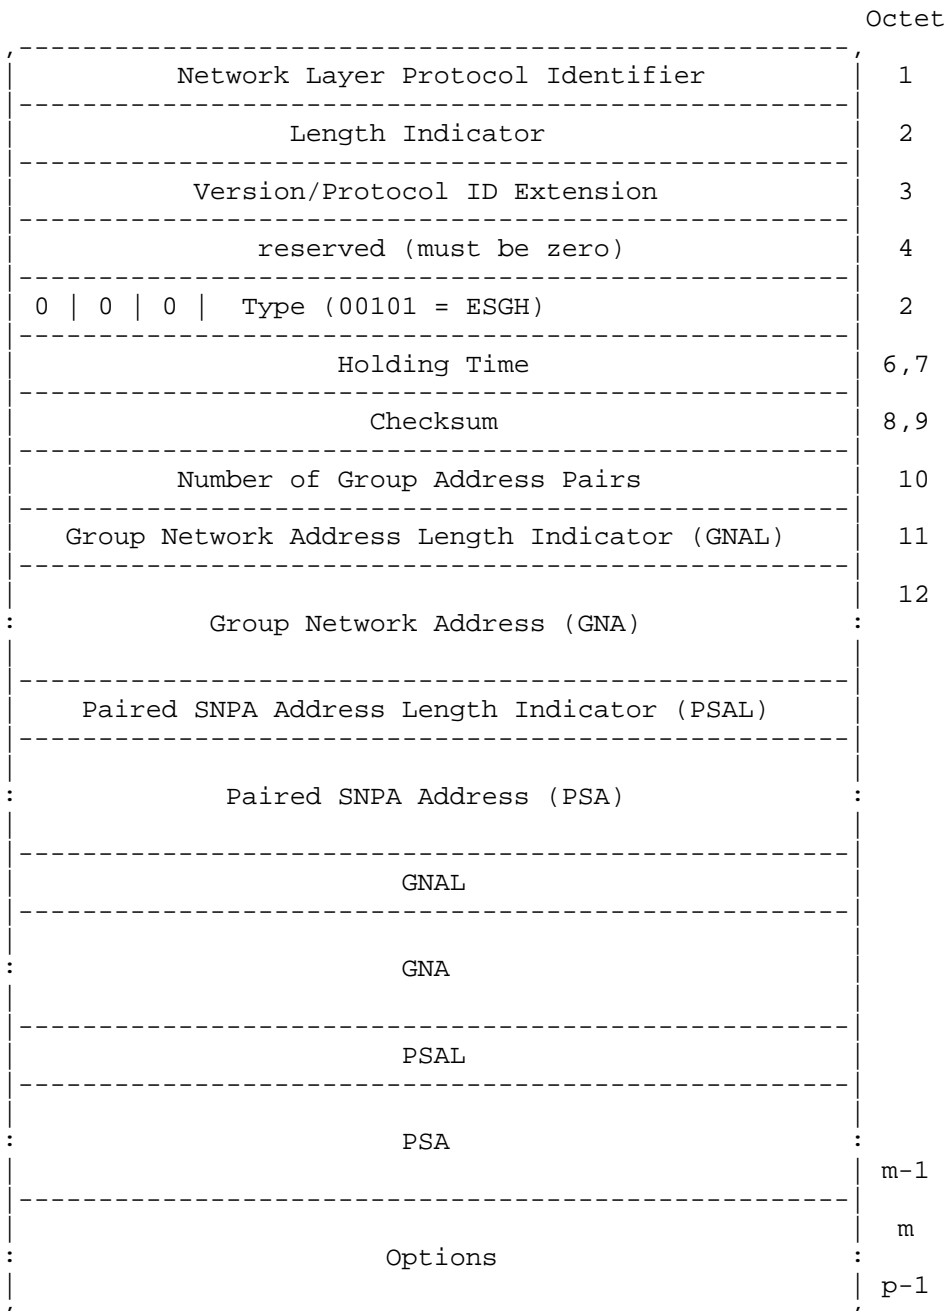 Octet
Network Layer Protocol Identifier 1
Length Indicator 2
Version/Protocol ID Extension 3
reserved (must be zero) 4
0 | 0 | 0 | Type (00101 = ESGH) 2
Holding Time 6,7
Checksum 8,9
Number of Group Address Pairs 10
Group Network Address Length Indicator (GNAL) 11
12
Group Network Address (GNA)
Paired SNPA Address Length Indicator (PSAL)
Paired SNPA Address (PSA)
GNAL
GNA
PSAL
PSA
m-1
m
Options
p-1